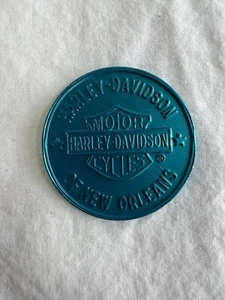 HARLEY-DAVIDSON
MOTOR
HARLEY-DAVIDSON
CYCLES
®
OF NEW ORLEANS